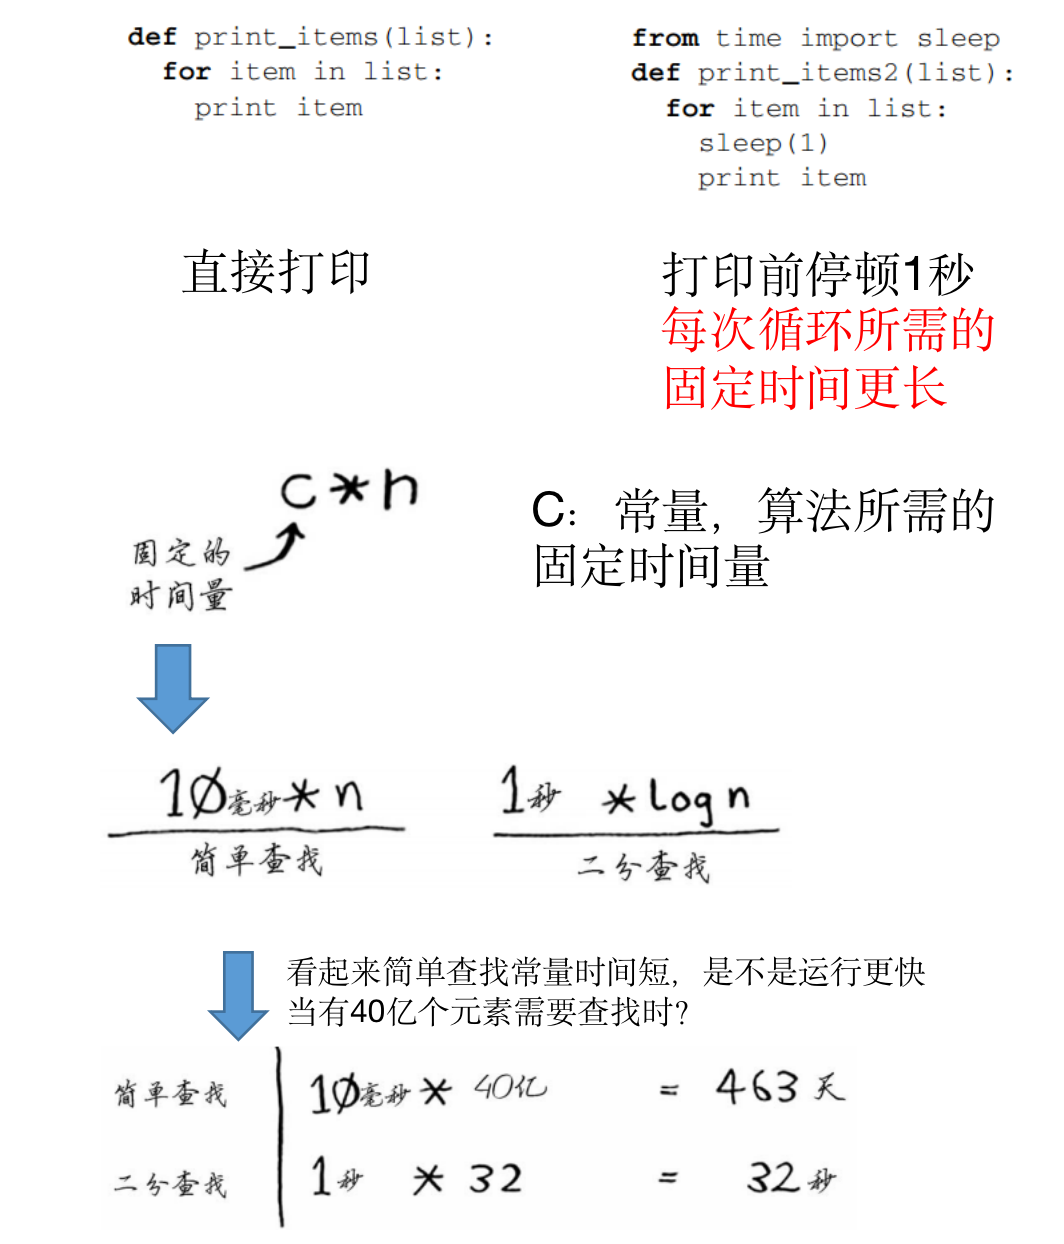 def print_items(list):
for item in list:
print item
from time import sleep
def print_items2(list):
for item in list:
sleep(1)
print item
直接打印
打印前停顿1秒
每次循环所需的
固定时间更长
c*n
固定的
时间量
C：常量，算法所需的
固定时间量
10毫秒*n
简单查找
1秒 *log n
二分查找
看起来简单查找常量时间短，是不是运行更快
当有40亿个元素需要查找时？
简单查找 10毫秒* 40亿 = 463天
二分查找 1秒 * 32 = 32秒